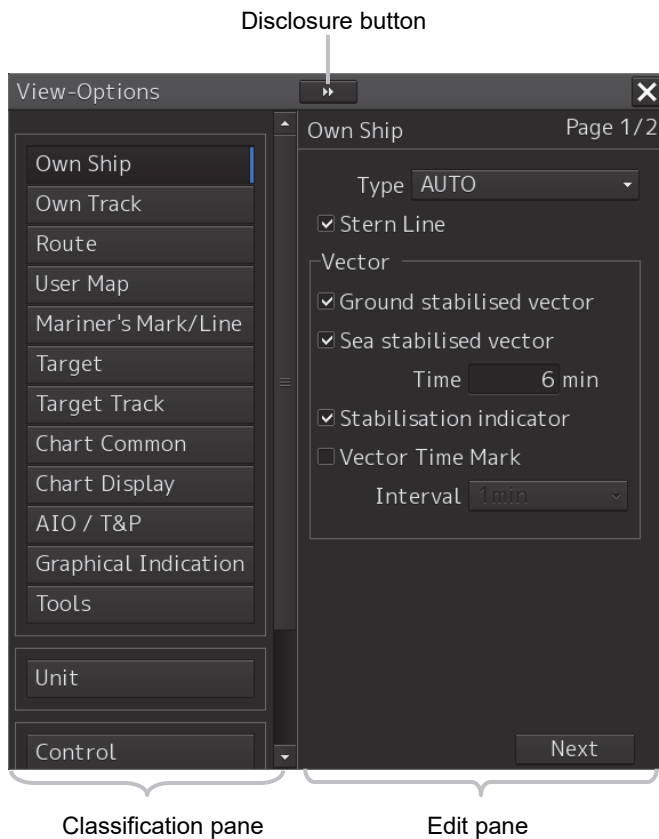 Disclosure button
View-Options
Own Ship
Own Track
Route
User Map
Mariner's Mark/Line
Target
Target Track
Chart Common
Chart Display
AIO / T&P
Graphical Indication
Tools
Unit
Control
Own Ship Page 1/2
Type AUTO
Stern Line
Vector
Ground stabilised vector
Sea stabilised vector
Time 6 min
Stabilisation indicator
Vector Time Mark
Interval 1min
Next
Classification pane
Edit pane